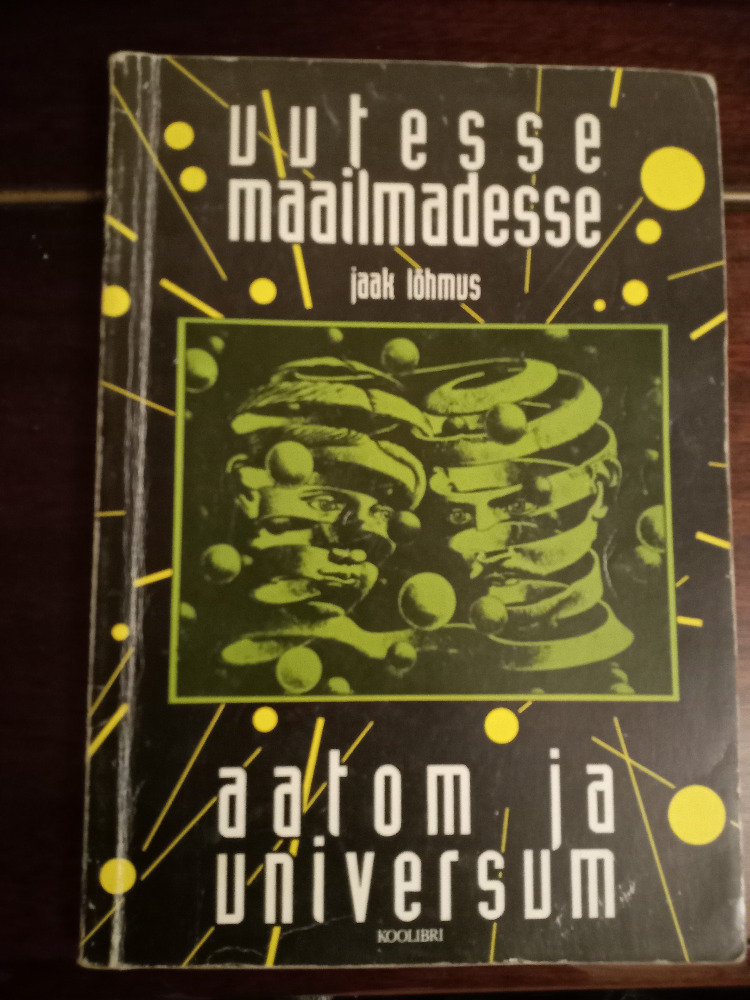 uutesse
maailmadesse
jaak lõhmus
aatom ja
universum
KOOLIBRI